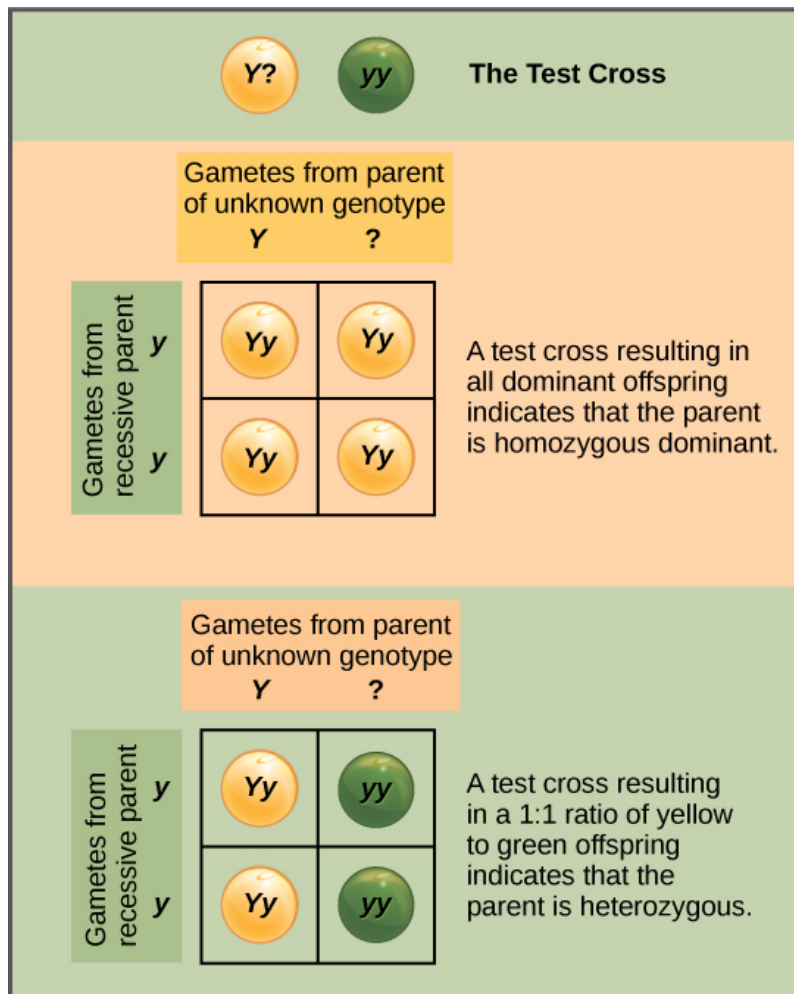 Y? yy The Test Cross
Gametes from parent
of unknown genotype
Y ?
Gametes from
recessive parent
y Yy Yy
y Yy Yy
A test cross resulting in
all dominant offspring
indicates that the parent
is homozygous dominant.
Gametes from parent
of unknown genotype
Y ?
Gametes from
recessive parent
y Yy yy
y Yy yy
A test cross resulting
in a 1:1 ratio of yellow
to green offspring
indicates that the
parent is heterozygous.